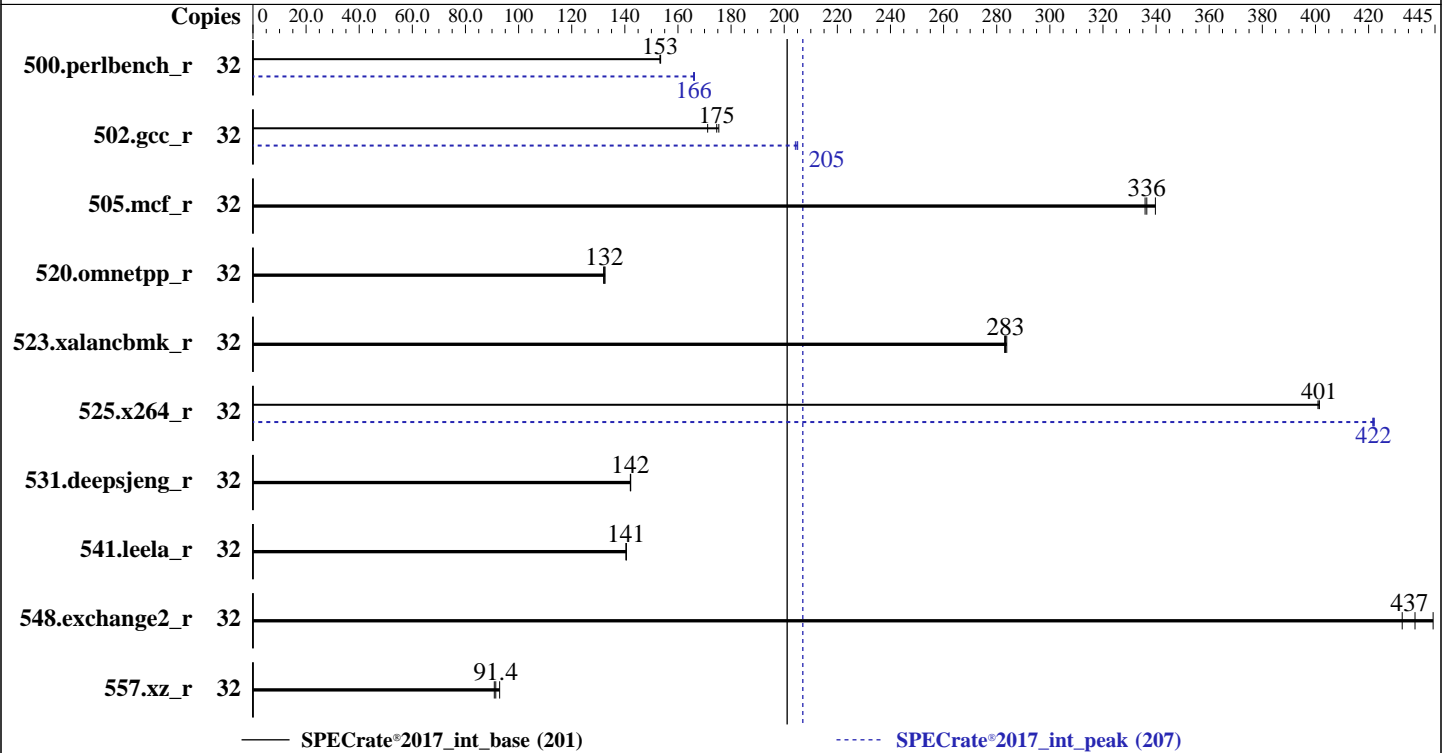 Copies 0 20.0 40.0 60.0 80.0 100 120 140 160 180 200 220 240 260 280 300 320 340 360 380 400 420 445
153
500.perlbench_r 32
166
175
502.gcc_r 32
205
336
505.mcf_r 32
132
520.omnetpp_r 32
283
523.xalancbmk_r 32
401
525.x264_r 32
422
142
531.deepsjeng_r 32
141
541.leela_r 32
437
548.exchange2_r 32
91.4
557.xz_r 32
SPECrate®2017_int_base (201) SPECrate®2017_int_peak (207)